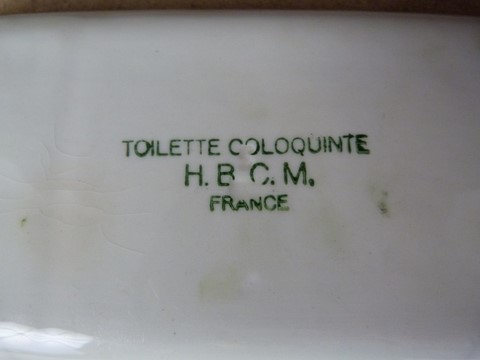 TOILETTE COLOQUINTE
H. B. C. M.
FRANCE